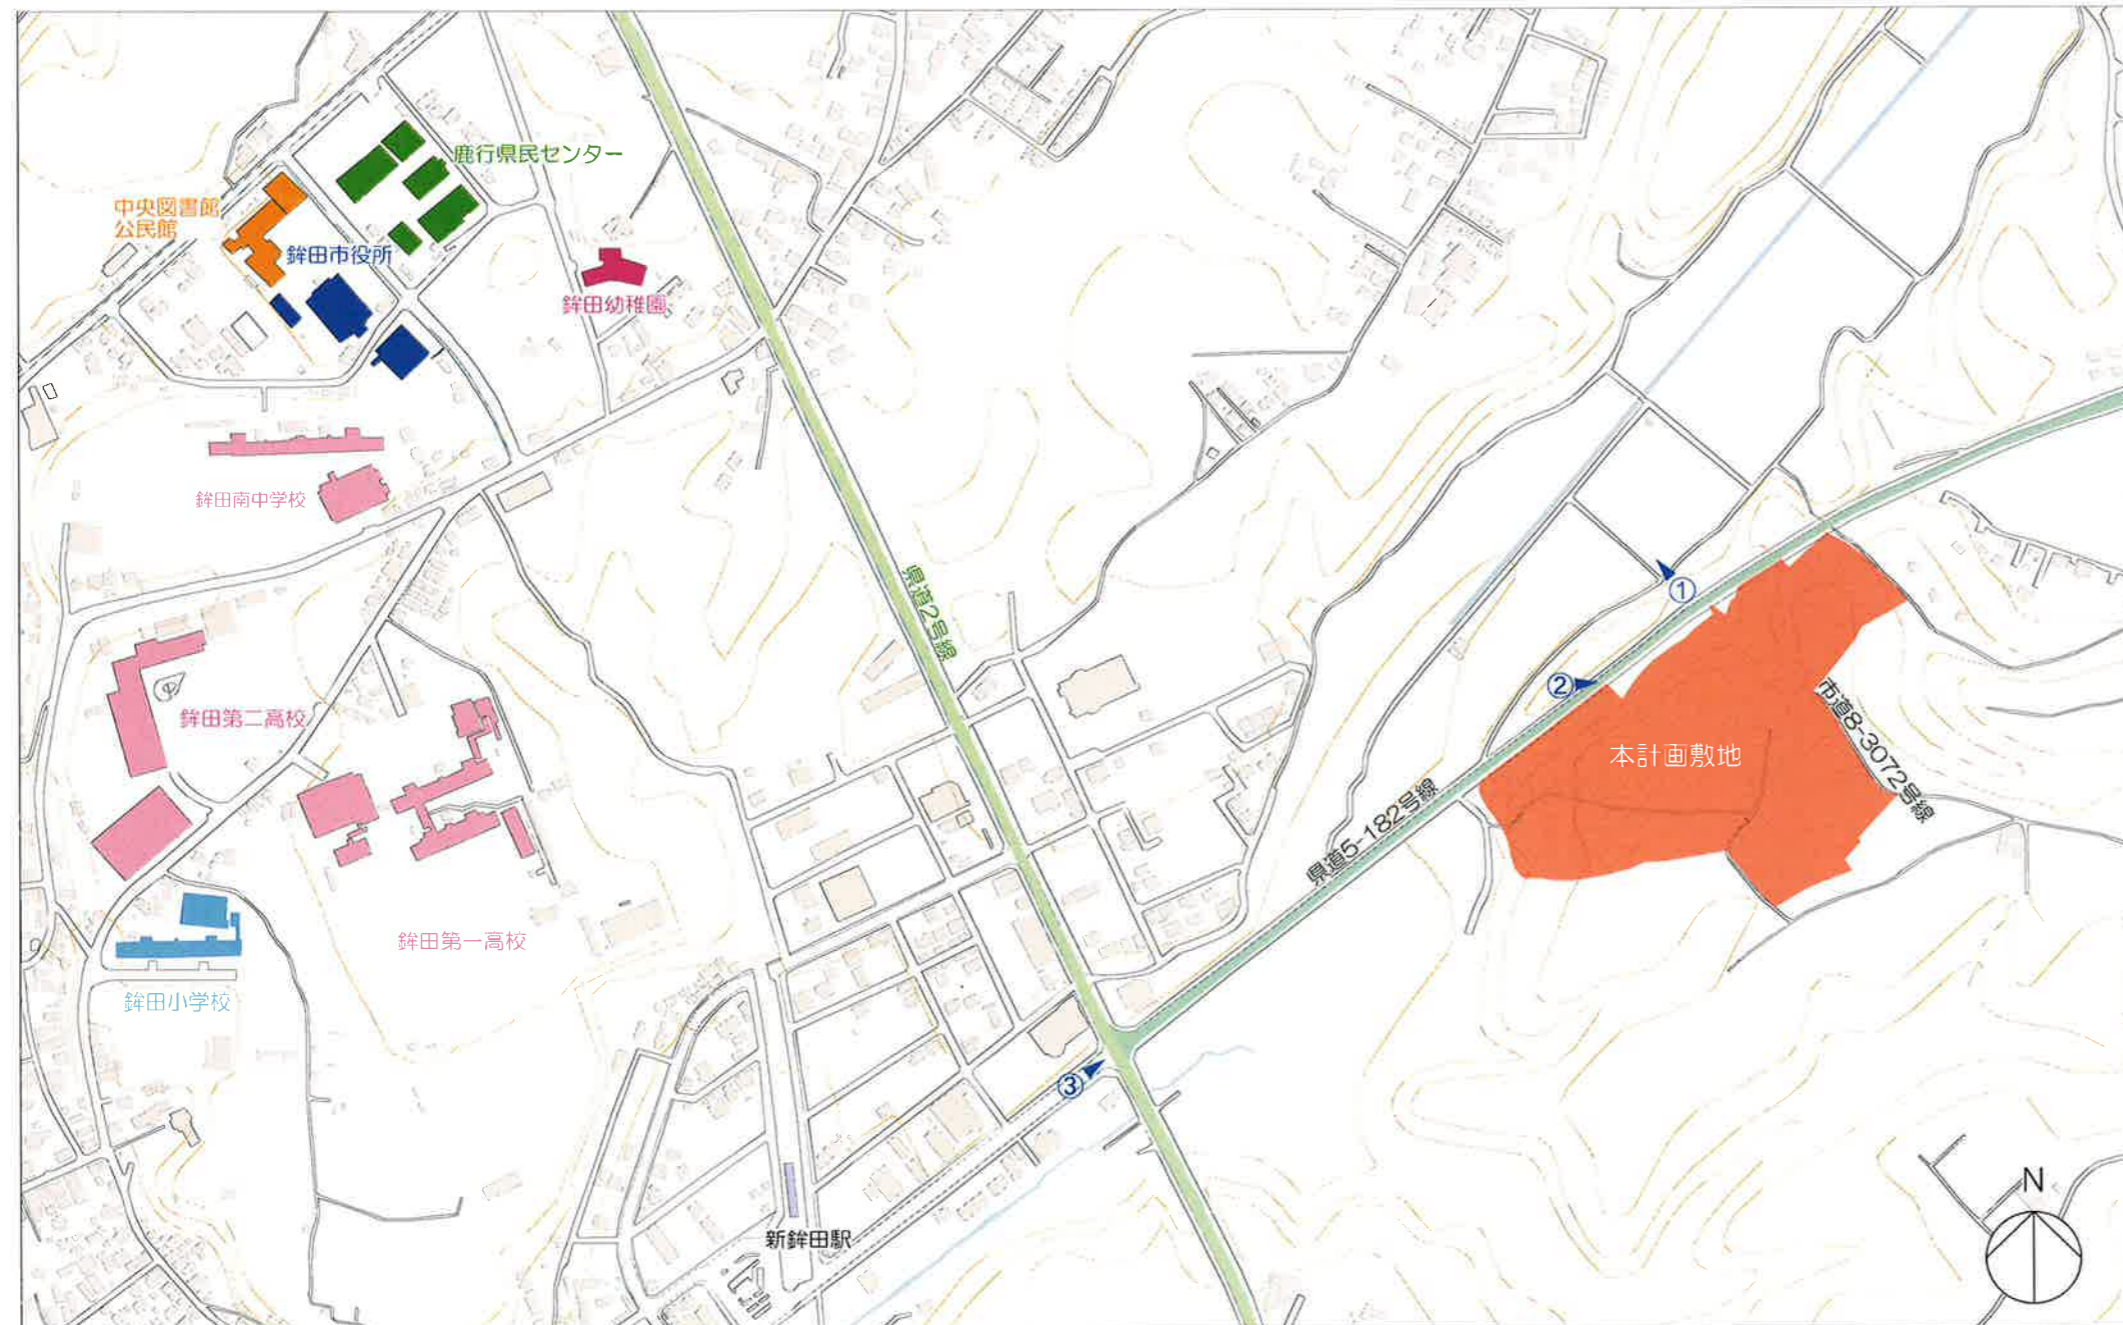 鹿行県民センター
中央図書館
公民館
鉾田市役所
鉾田幼稚園
鉾田南中学校
県道2号線
①
②
市道8-3072号線
鉾田第二高校
本計画敷地
県道5-182号線
鉾田第一高校
鉾田小学校
③
N
新鉾田駅